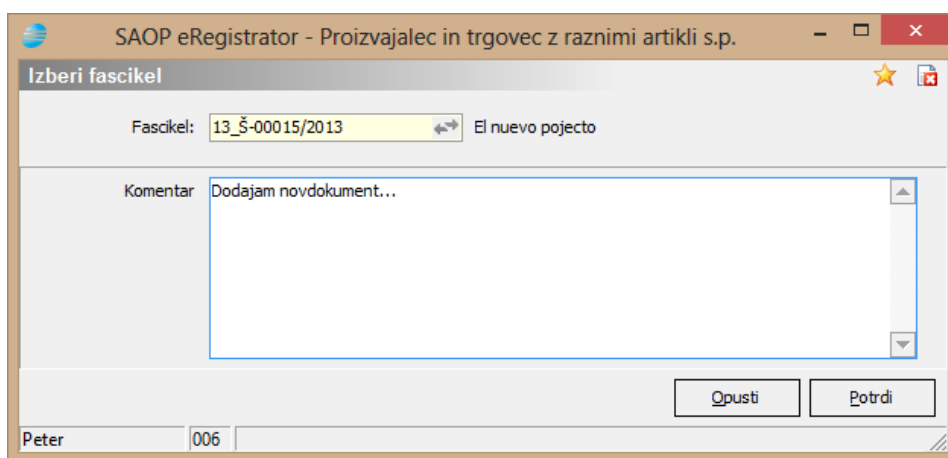 SAOP eRegistrator - Proizvajalec in trgovec z raznimi artikli s.p.
Izberi fascikel
Fascikel: 13_Š-00015/2013 El nuevo pojecto
Komentar Dodajam novdokument...
Opusti Potrdi
Peter 006